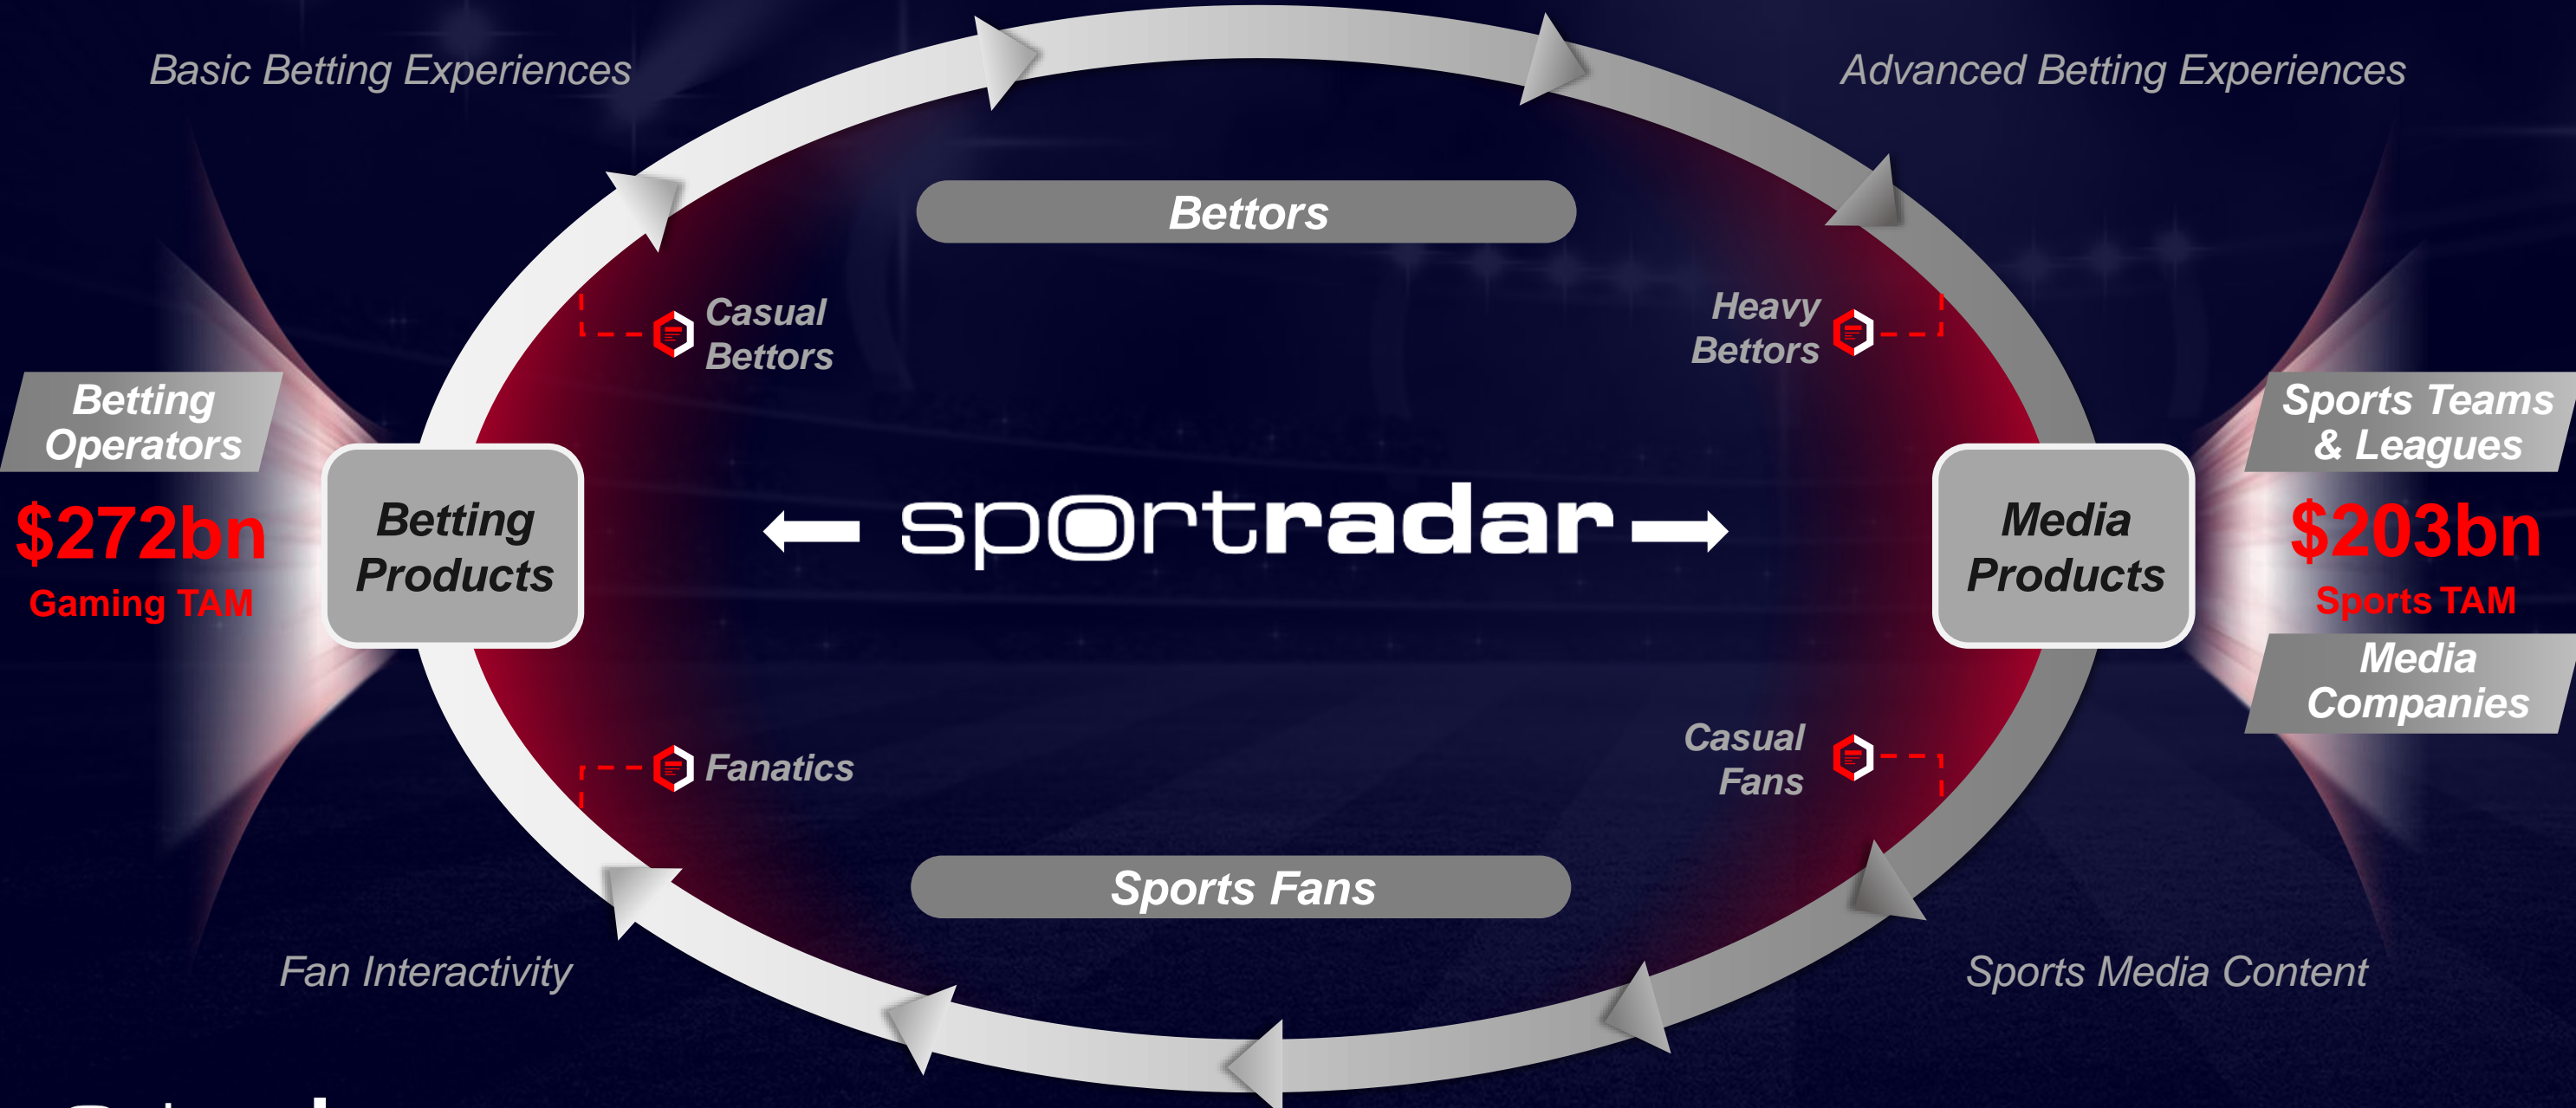 Basic Betting Experiences
Advanced Betting Experiences
Bettors
Casual
Bettors
Heavy
Bettors
Betting
Operators
$272bn
Gaming TAM
Betting
Products
sportradar
Media
Products
Sports Teams
& Leagues
$203bn
Sports TAM
Media
Companies
Fanatics
Casual
Fans
Sports Fans
Fan Interactivity
Sports Media Content